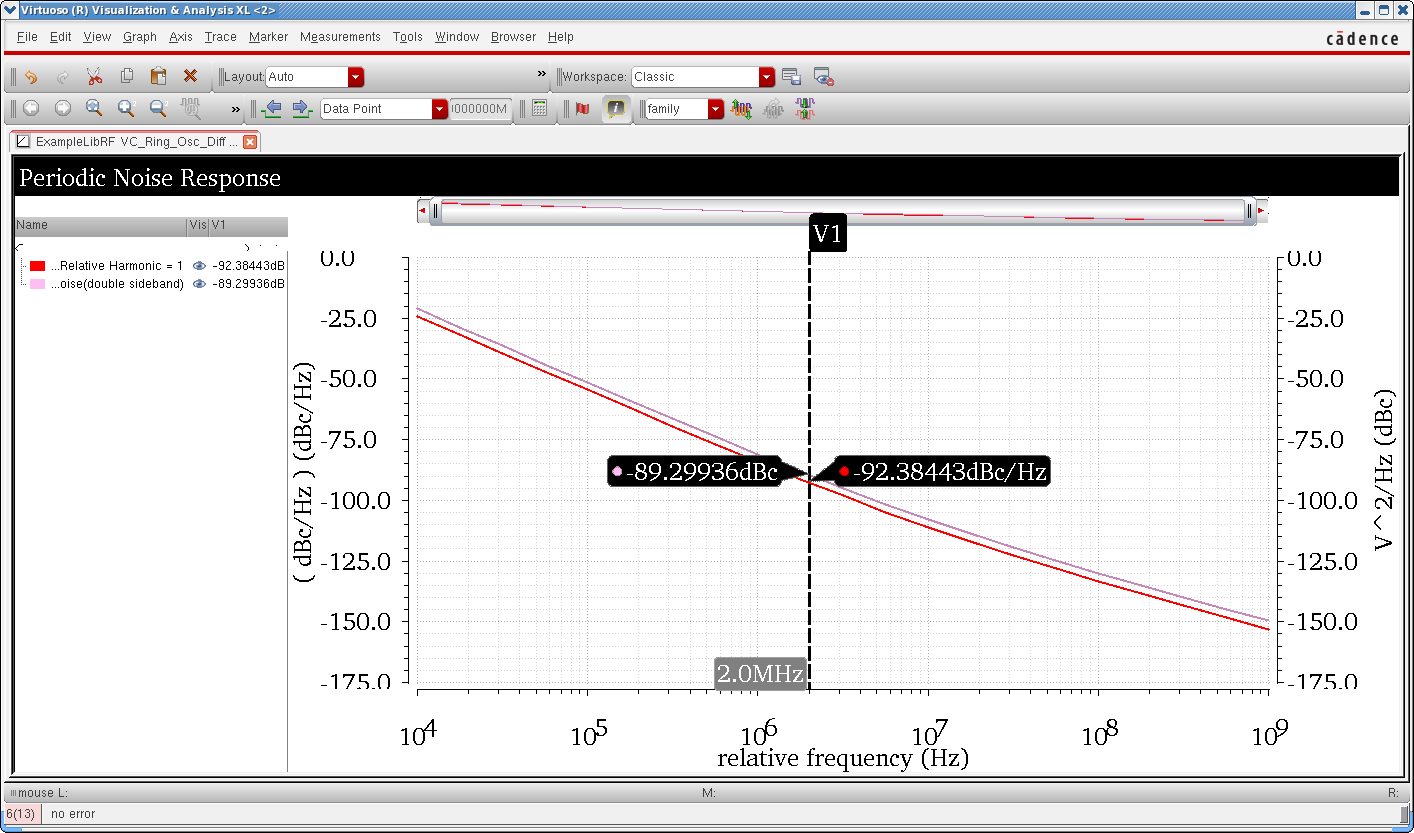 Virtuoso (R) Visualization & Analysis XL <2>
File Edit View Graph Axis Trace Marker Measurements Tools Window Browser Help
cādence
Layout: Auto » Workspace: Classic
» Data Point 000000M family
ExampleLibRF VC_Ring_Osc_Diff ...
Periodic Noise Response
Name Vis V1
...Relative Harmonic = 1 -92.38443dB
...oise(double sideband) -89.29936dB
V1
0.0
-25.0
-50.0
-75.0
-100.0
-125.0
-150.0
-175.0
( dBc/Hz ) (dBc/Hz)
-89.29936dBc
-92.38443dBc/Hz
2.0MHz
0.0
-25.0
-50.0
-75.0
-100.0
-125.0
-150.0
-175.0
V^2/Hz (dBc)
10^4 10^5 10^6 10^7 10^8 10^9
relative frequency (Hz)
mouse L: M: R:
6(13) no error